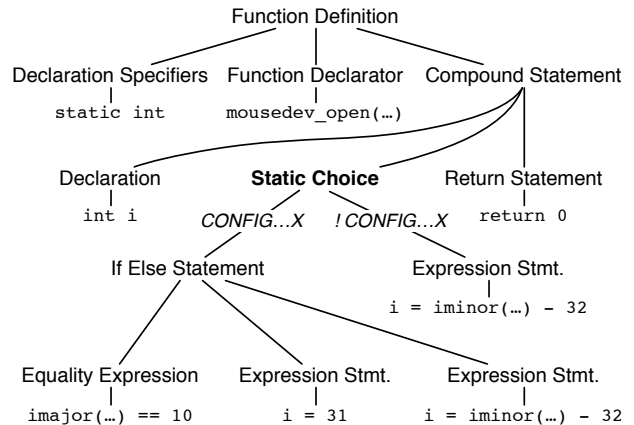 Function Definition
Declaration Specifiers Function Declarator Compound Statement
static int mousedev_open(…)
Declaration Static Choice Return Statement
int i CONFIG…X ! CONFIG…X return 0
If Else Statement Expression Stmt.
i = iminor(…) - 32
Equality Expression Expression Stmt. Expression Stmt.
imajor(…) == 10 i = 31 i = iminor(…) - 32